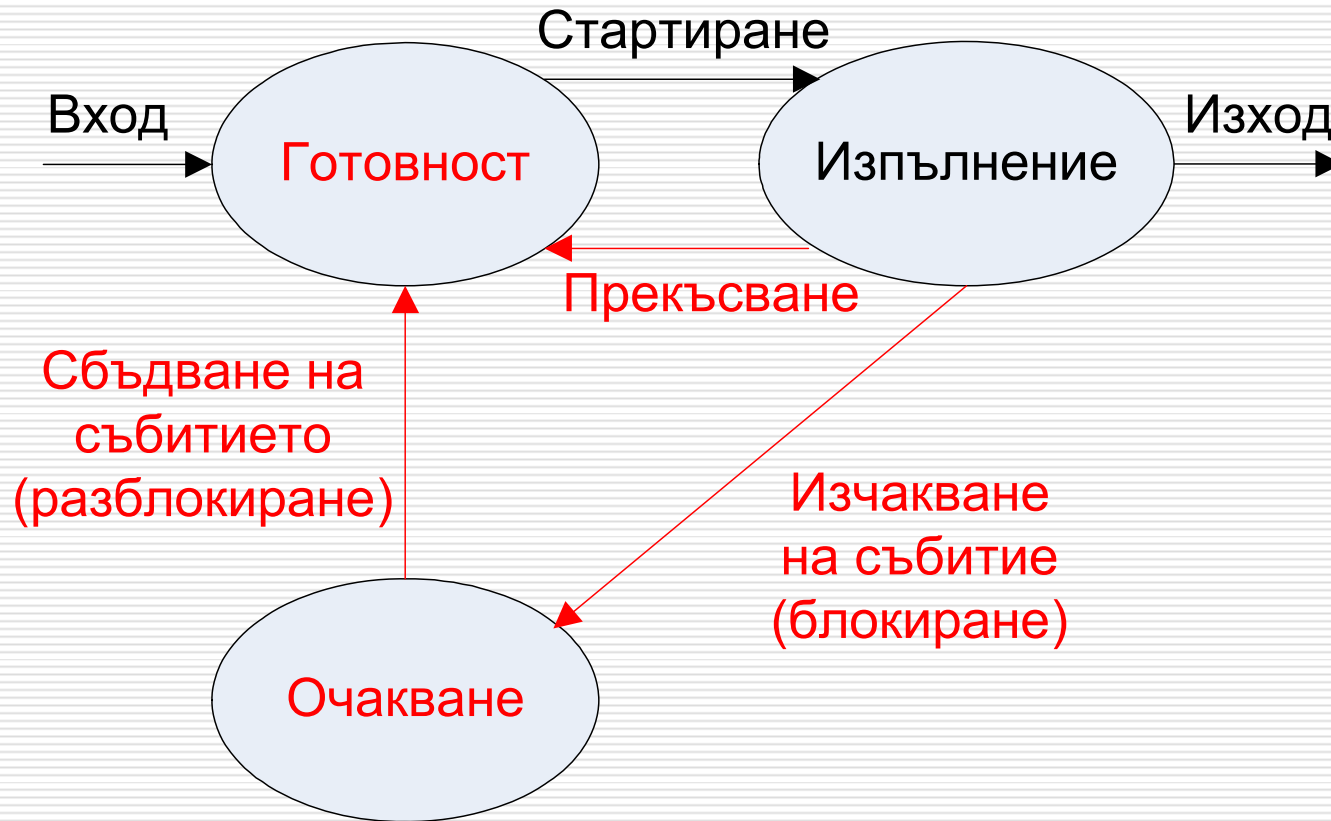 Стартиране
Вход
Изход
Готовност
Изпълнение
Прекъсване
Сбъдване на
събитието
(разблокиране)
Изчакване
на събитие
(блокиране)
Очакване